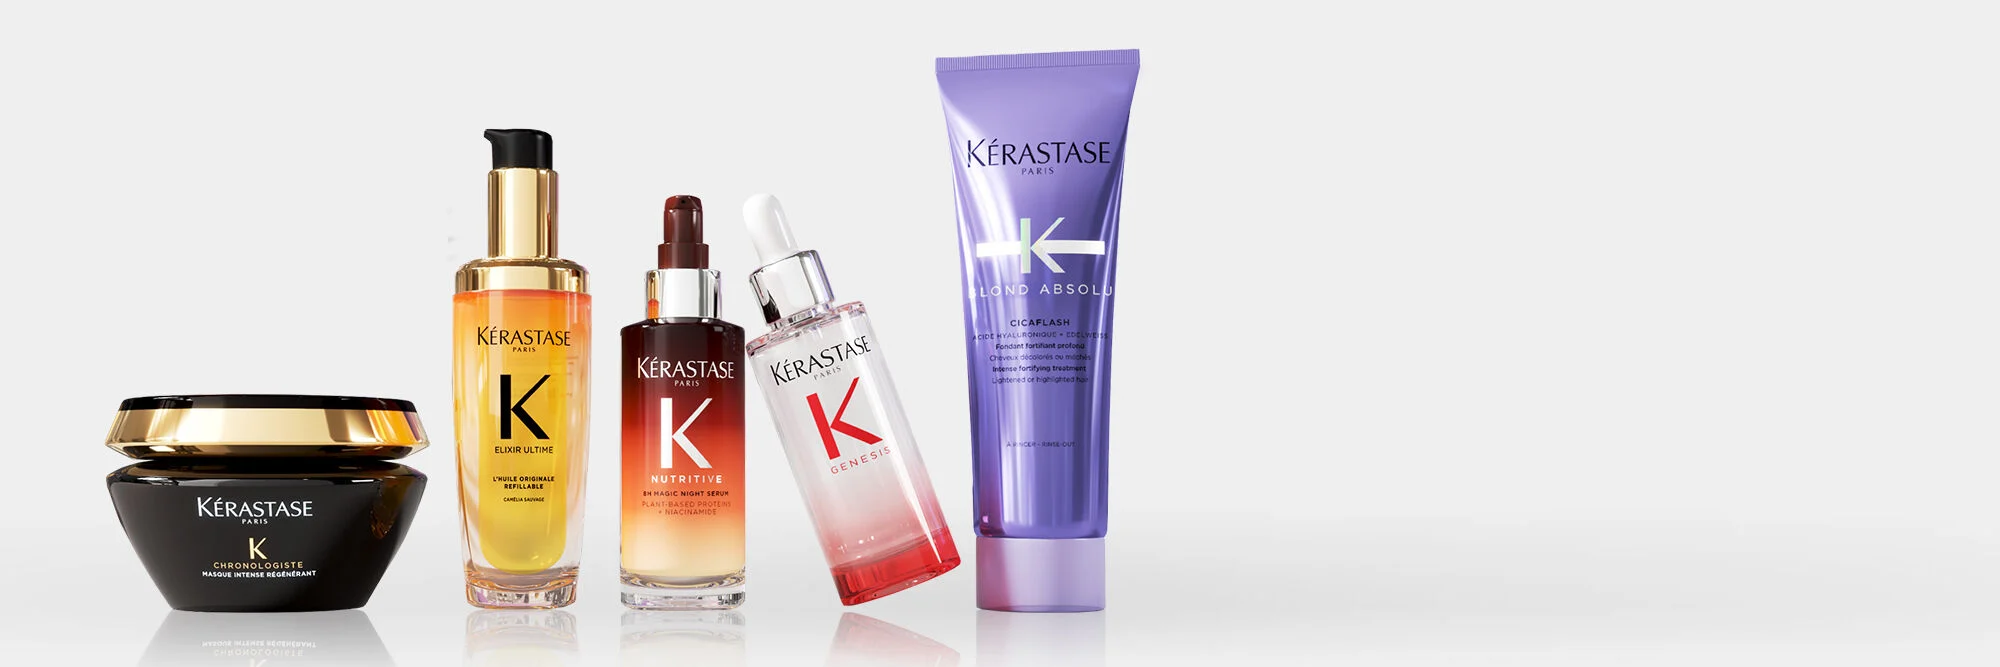 KÉRASTASE
PARIS
K
CHRONOLOGISTE
MASQUE INTENSE RÉGÉNÉRANT
KÉRASTASE
PARIS
K
ELIXIR ULTIME
L'HUILE ORIGINALE
REFILLABLE
CAMÉLIA SAUVAGE
KÉRASTASE
PARIS
K
NUTRITIVE
8H MAGIC NIGHT SERUM
PLANT-BASED PROTEINS
+ NIACINAMIDE
KÉRASTASE
PARIS
K
GENESIS
KÉRASTASE
PARIS
K
BLOND ABSOLU
CICAFLASH
ACIDE HYALURONIQUE + EDELWEISS
Fondant fortifiant profond
Cheveux décolorés ou méchés
Intense fortifying treatment
Lightened or highlighted hair
À RINCER - RINSE-OUT